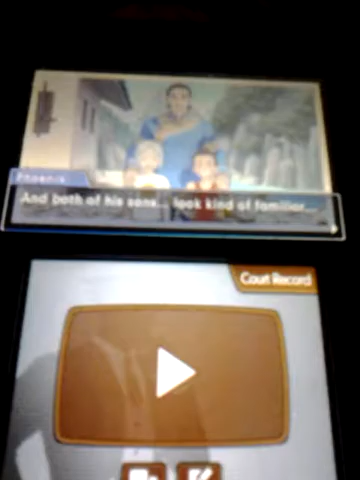 Phoenix
And both of his sons... look kind of familiar...
Court Record